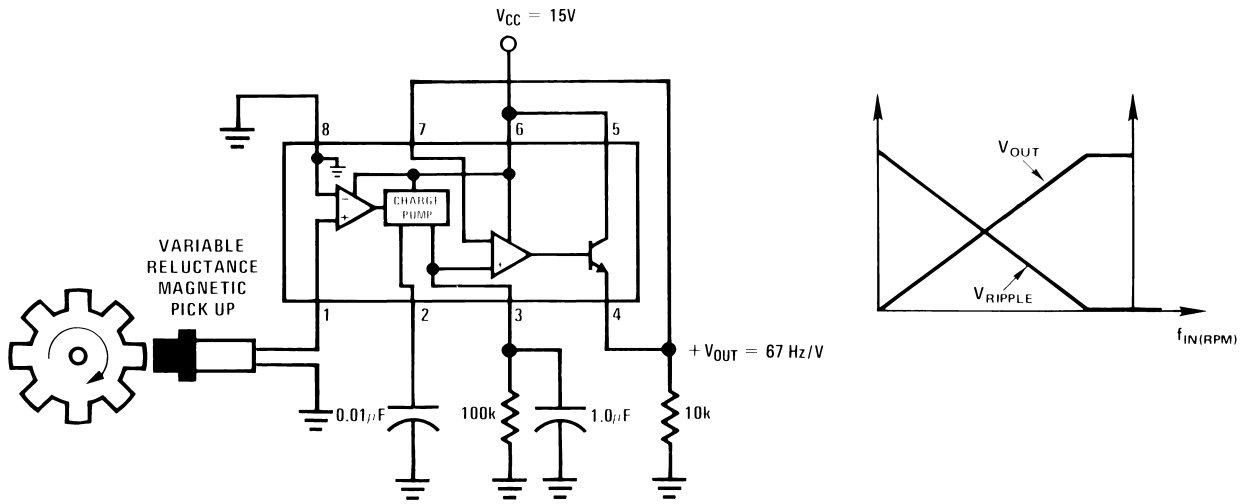 VCC = 15V
8
7
6
5
CHARGE
PUMP
−
+
+
VARIABLE
RELUCTANCE
MAGNETIC
PICK UP
1
2
3
4
+ VOUT = 67 Hz/V
0.01µF
100k
1.0µF
10k
VOUT
VRIPPLE
fIN(RPM)